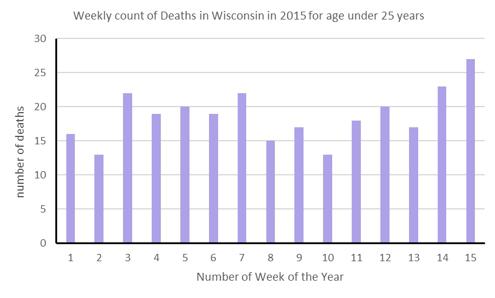 Weekly count of Deaths in Wisconsin in 2015 for age under 25 years
30
25
20
15
10
5
0
number of deaths
1 2 3 4 5 6 7 8 9 10 11 12 13 14 15
Number of Week of the Year